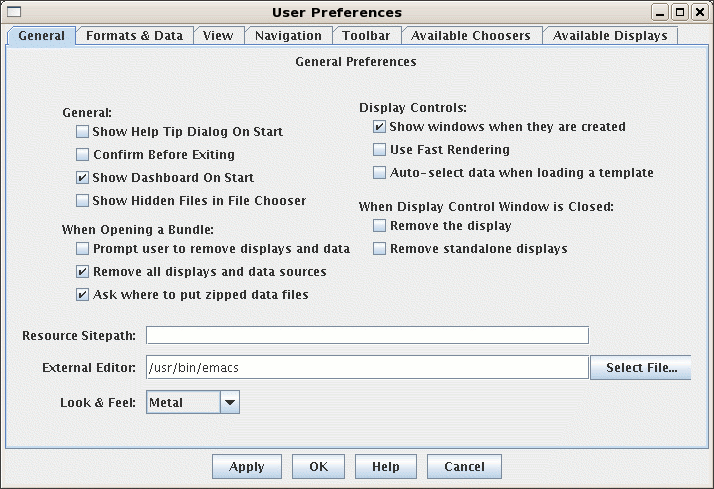 User Preferences
General Formats & Data View Navigation Toolbar Available Choosers Available Displays
General Preferences
General:
Show Help Tip Dialog On Start
Confirm Before Exiting
Show Dashboard On Start
Show Hidden Files in File Chooser
When Opening a Bundle:
Prompt user to remove displays and data
Remove all displays and data sources
Ask where to put zipped data files
Display Controls:
Show windows when they are created
Use Fast Rendering
Auto-select data when loading a template
When Display Control Window is Closed:
Remove the display
Remove standalone displays
Resource Sitepath:
External Editor: /usr/bin/emacs Select File...
Look & Feel: Metal
Apply OK Help Cancel